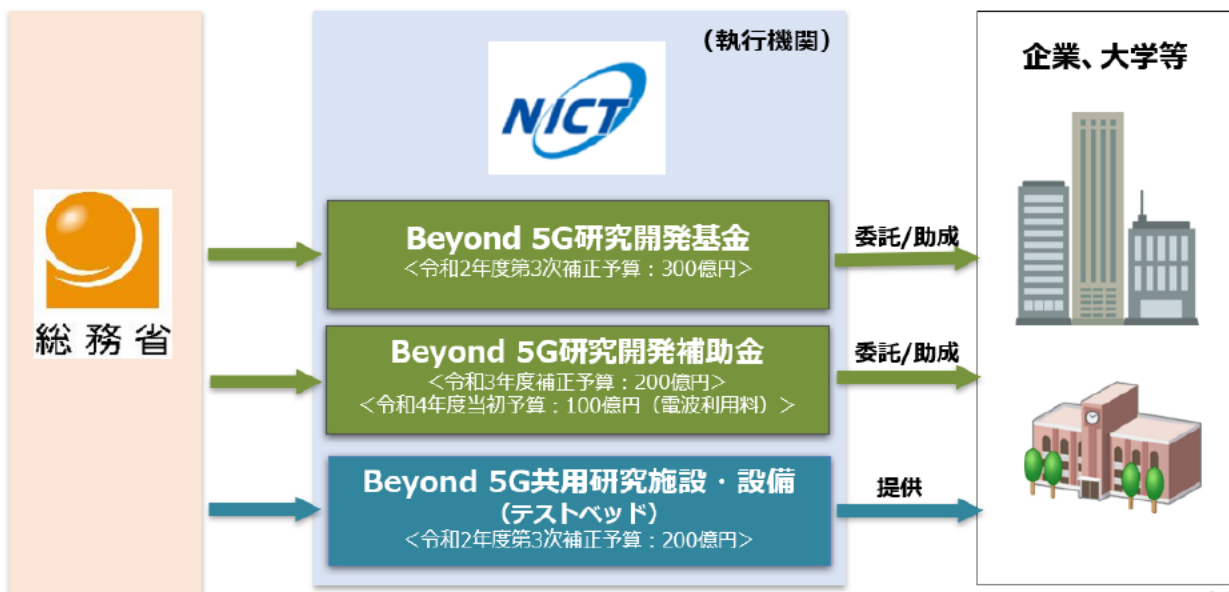 総務省
(執行機関)
NICT
Beyond 5G研究開発基金
<令和2年度第3次補正予算:300億円>
Beyond 5G研究開発補助金
<令和3年度補正予算:200億円>
<令和4年度当初予算:100億円(電波利用料)>
Beyond 5G共用研究施設・設備
(テストベッド)
<令和2年度第3次補正予算:200億円>
委託/助成
委託/助成
提供
企業、大学等